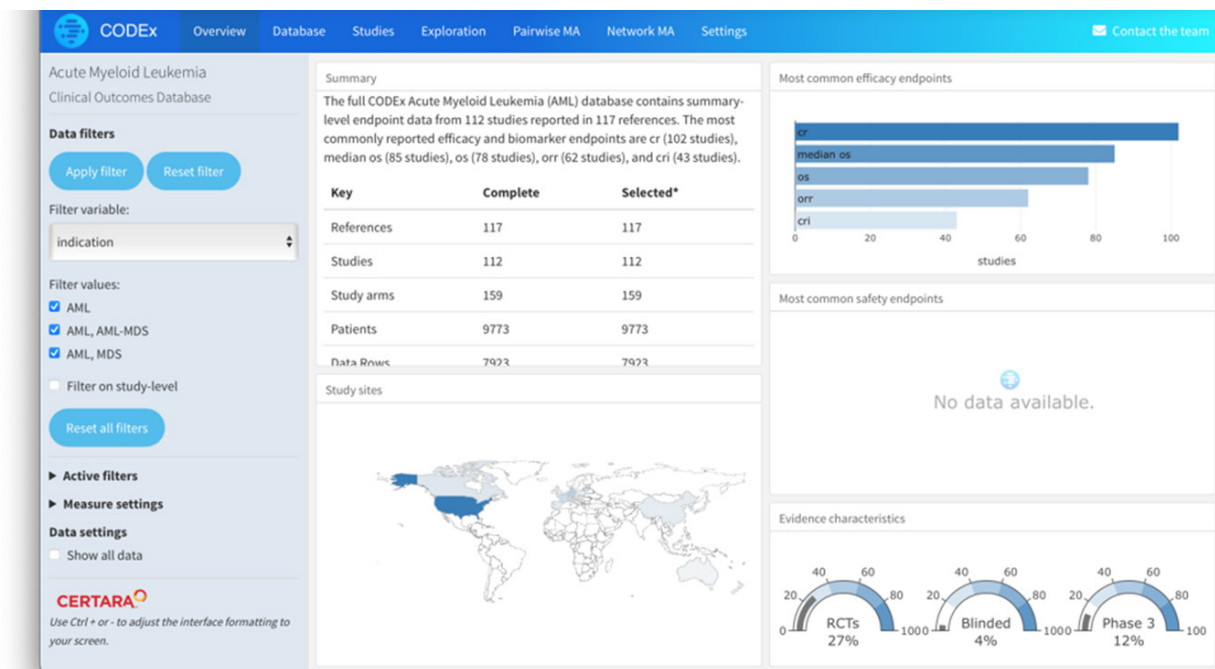 CODEx
Overview
Database
Studies
Exploration
Pairwise MA
Network MA
Settings
Contact the team
Acute Myeloid Leukemia
Clinical Outcomes Database
Data filters
Apply filter
Reset filter
Filter variable:
indication
Filter values:
AML
AML, AML-MDS
AML, MDS
Filter on study-level
Reset all filters
Active filters
Measure settings
Data settings
Show all data
CERTARA
Use Ctrl + or - to adjust the interface formatting to
your screen.
Summary
The full CODEx Acute Myeloid Leukemia (AML) database contains summary-
level endpoint data from 112 studies reported in 117 references. The most
commonly reported efficacy and biomarker endpoints are cr (102 studies),
median os (85 studies), os (78 studies), orr (62 studies), and cri (43 studies).
Key Complete Selected*
References 117 117
Studies 112 112
Study arms 159 159
Patients 9773 9773
Data Rows 7923 7923
Study sites
Most common efficacy endpoints
cr
median os
os
orr
cri
0 20 40 60 80 100
studies
Most common safety endpoints
No data available.
Evidence characteristics
0 20 40 60 80 100
RCTs
27%
0 20 40 60 80 100
Blinded
4%
0 20 40 60 80 100
Phase 3
12%